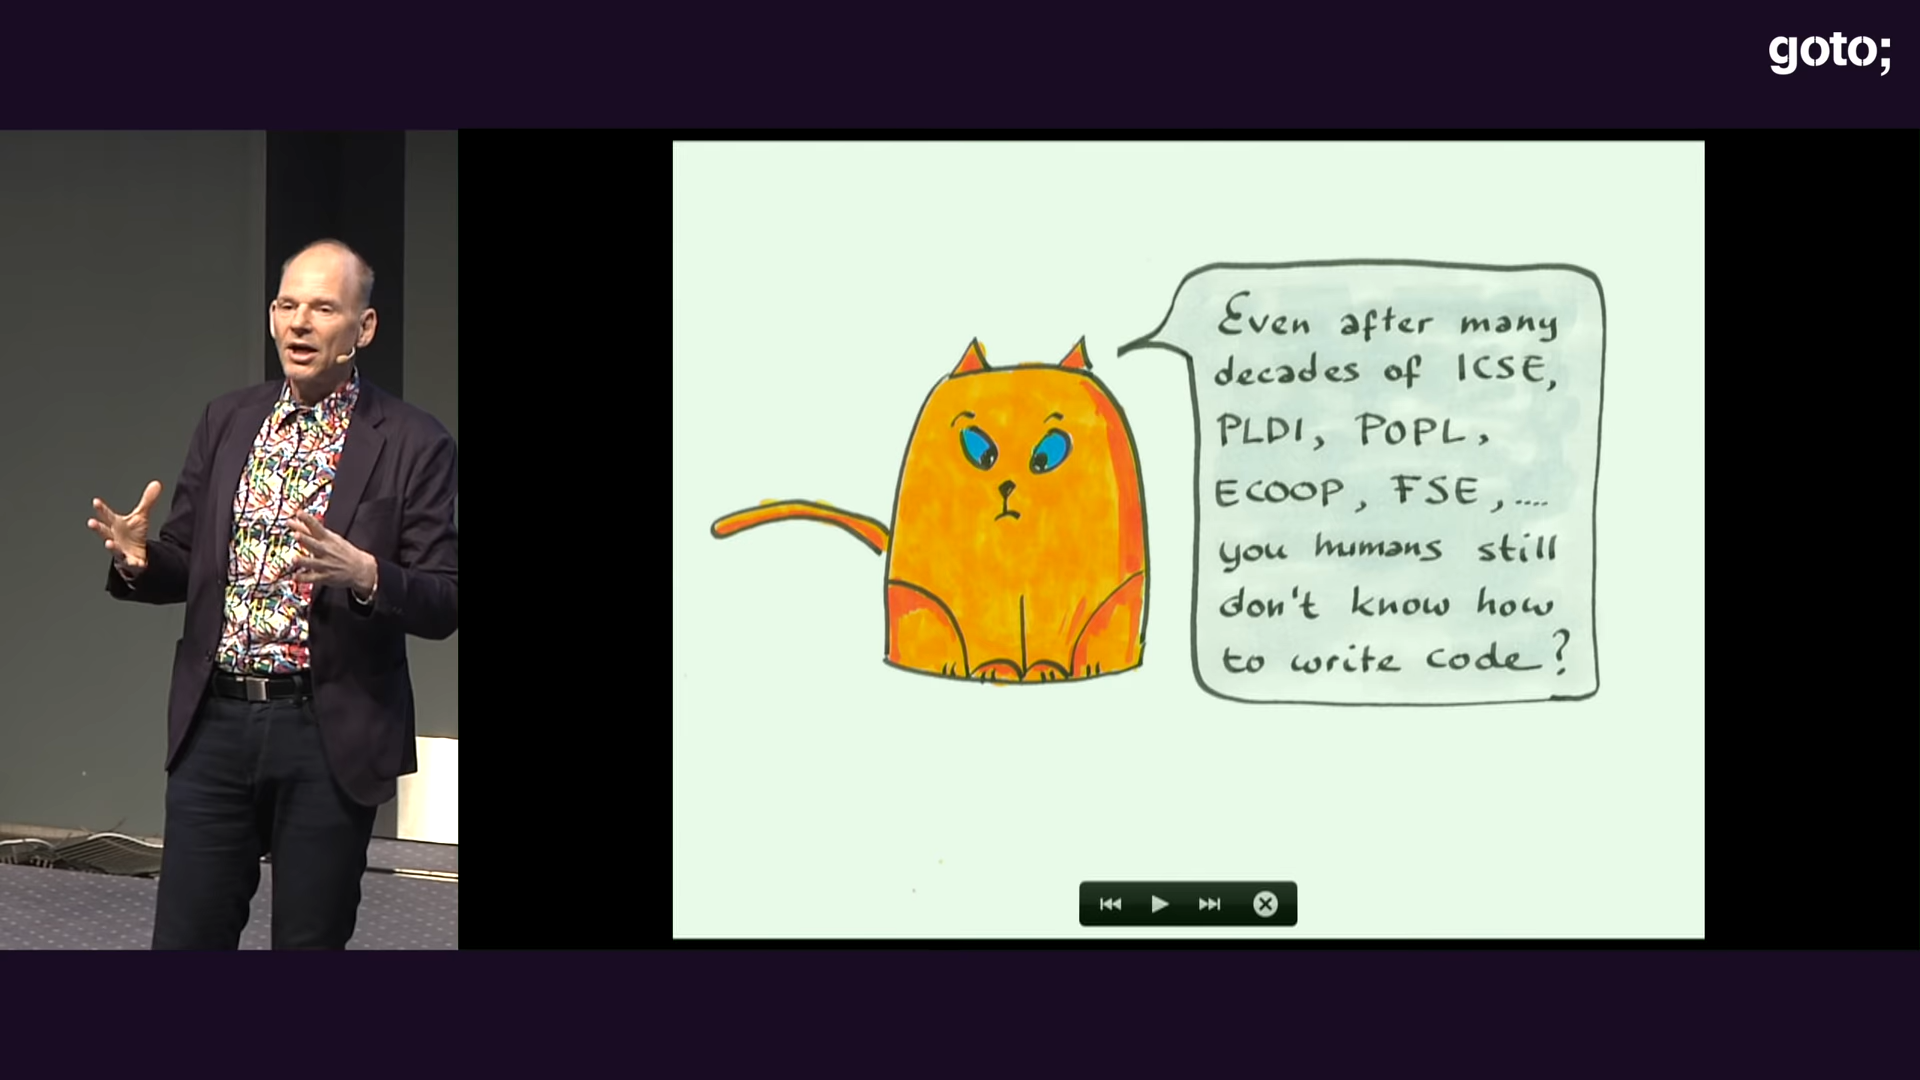 goto;
Even after many
decades of ICSE,
PLDI, POPL,
ECOOP, FSE, ....
you humans still
don't know how
to write code?